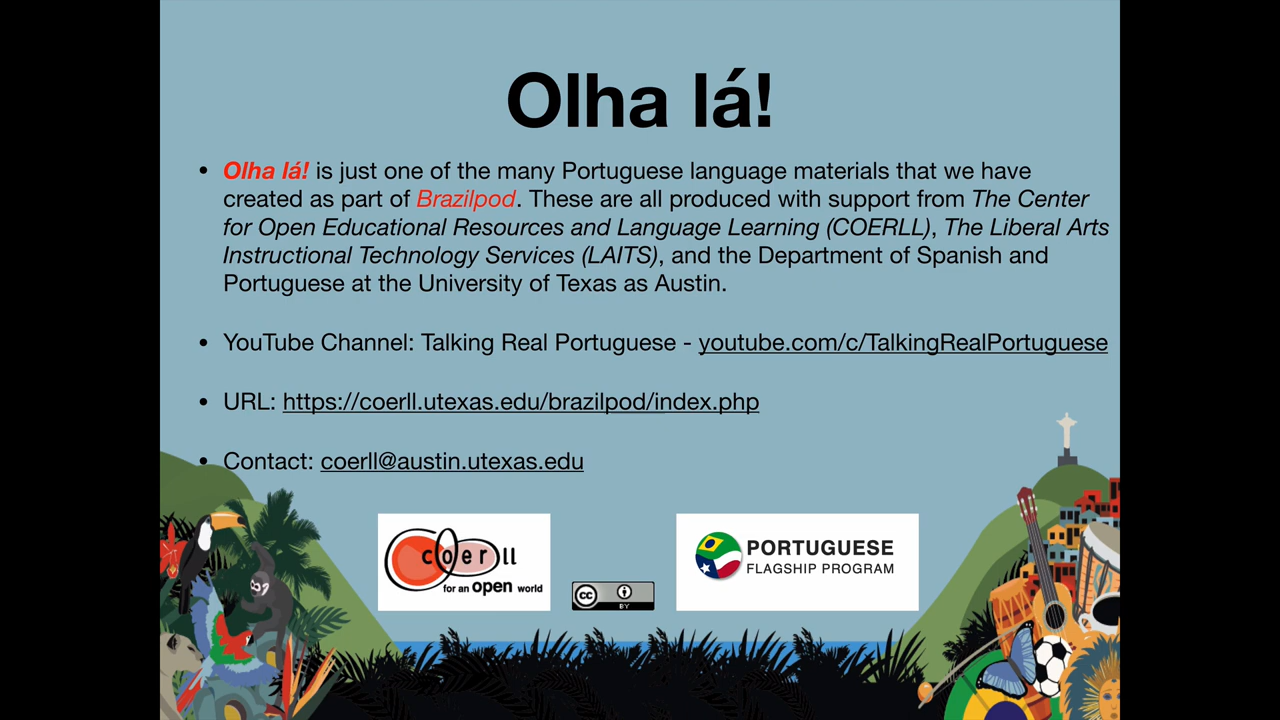 Olha lá!
• Olha lá! is just one of the many Portuguese language materials that we have
created as part of Brazilpod. These are all produced with support from The Center
for Open Educational Resources and Language Learning (COERLL), The Liberal Arts
Instructional Technology Services (LAITS), and the Department of Spanish and
Portuguese at the University of Texas as Austin.
• YouTube Channel: Talking Real Portuguese - youtube.com/c/TalkingRealPortuguese
• URL: https://coerll.utexas.edu/brazilpod/index.php
• Contact: coerll@austin.utexas.edu
coerll
for an open world
cc
BY
PORTUGUESE
FLAGSHIP PROGRAM